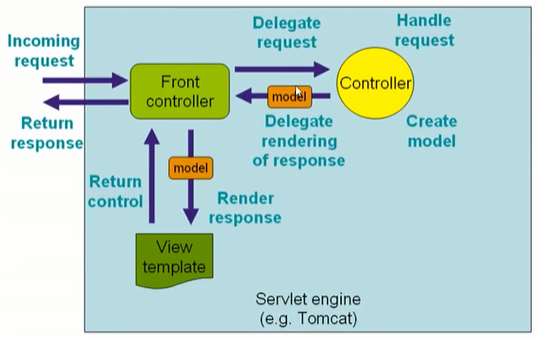 Incoming
request
Return
response
Front
controller
Delegate
request
Handle
request
Controller
model
Delegate
rendering
of response
Create
model
model
Return
control
Render
response
View
template
Servlet engine
(e.g. Tomcat)